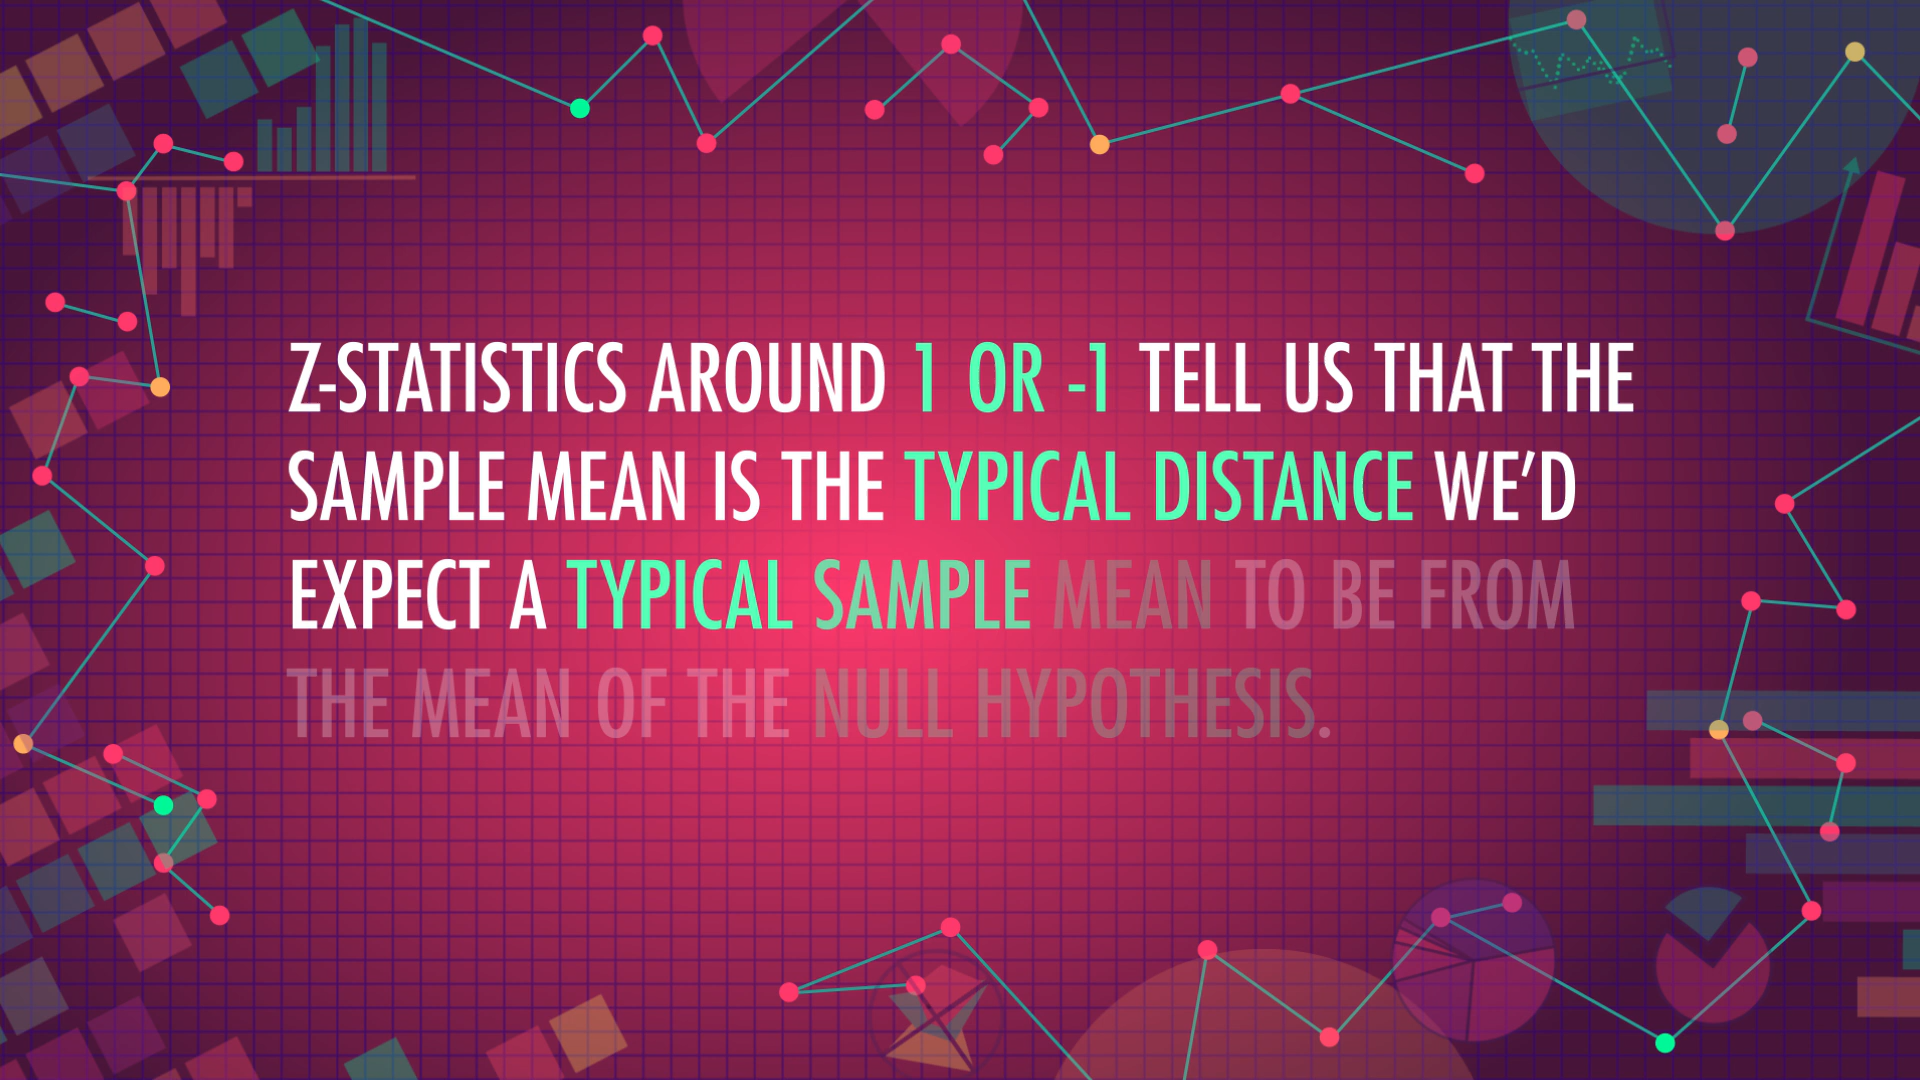 Z-STATISTICS AROUND 1 OR -1 TELL US THAT THE
SAMPLE MEAN IS THE TYPICAL DISTANCE WE’D
EXPECT A TYPICAL SAMPLE MEAN TO BE FROM
THE MEAN OF THE NULL HYPOTHESIS.